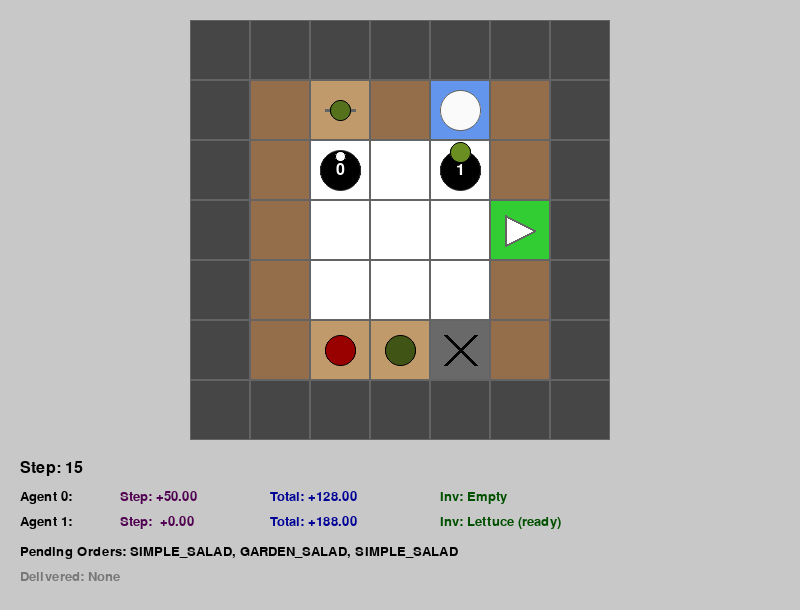 0 1
Step: 15
Agent 0: Step: +50.00 Total: +128.00 Inv: Empty
Agent 1: Step: +0.00 Total: +188.00 Inv: Lettuce (ready)
Pending Orders: SIMPLE_SALAD, GARDEN_SALAD, SIMPLE_SALAD
Delivered: None